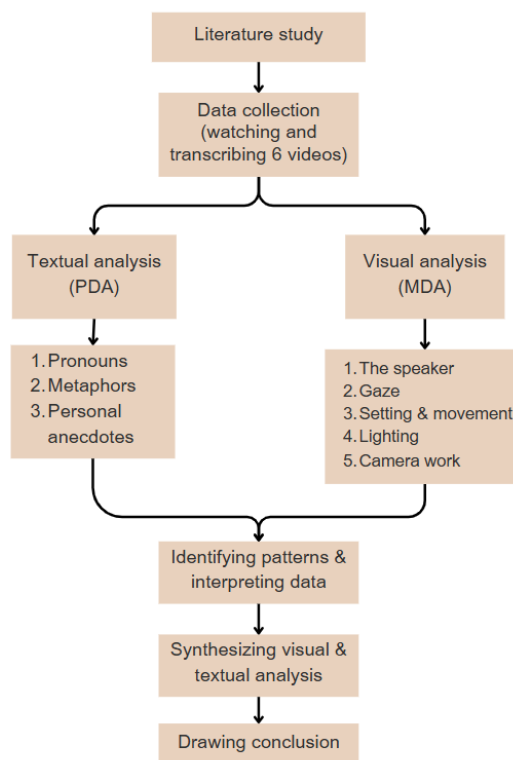 Literature study
Data collection
(watching and
transcribing 6 videos)
Textual analysis
(PDA)
Visual analysis
(MDA)
1. Pronouns
2. Metaphors
3. Personal
anecdotes
1. The speaker
2. Gaze
3. Setting & movement
4. Lighting
5. Camera work
Identifying patterns &
interpreting data
Synthesizing visual &
textual analysis
Drawing conclusion